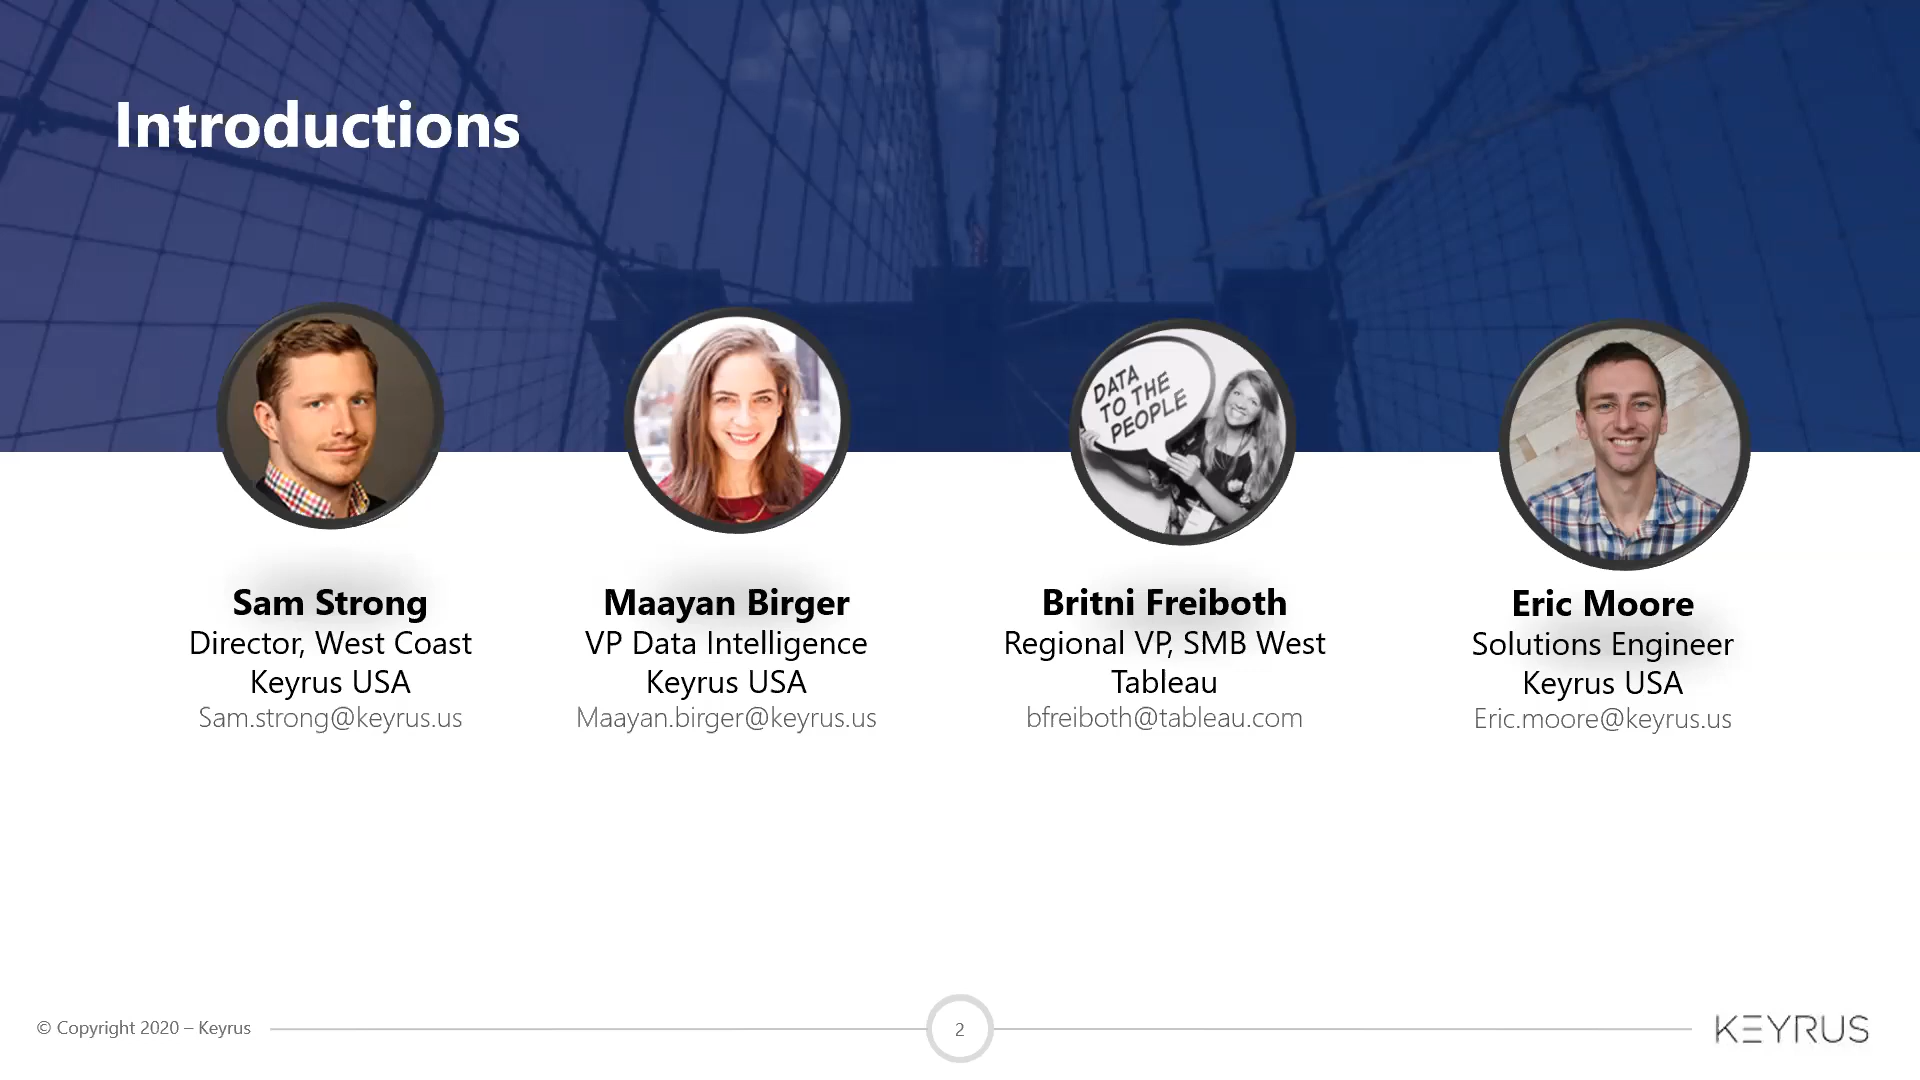 Introductions
DATA
TO THE
PEOPLE
Sam Strong
Director, West Coast
Keyrus USA
Sam.strong@keyrus.us
Maayan Birger
VP Data Intelligence
Keyrus USA
Maayan.birger@keyrus.us
Britni Freiboth
Regional VP, SMB West
Tableau
bfreiboth@tableau.com
Eric Moore
Solutions Engineer
Keyrus USA
Eric.moore@keyrus.us
© Copyright 2020 – Keyrus
2
KEYRUS